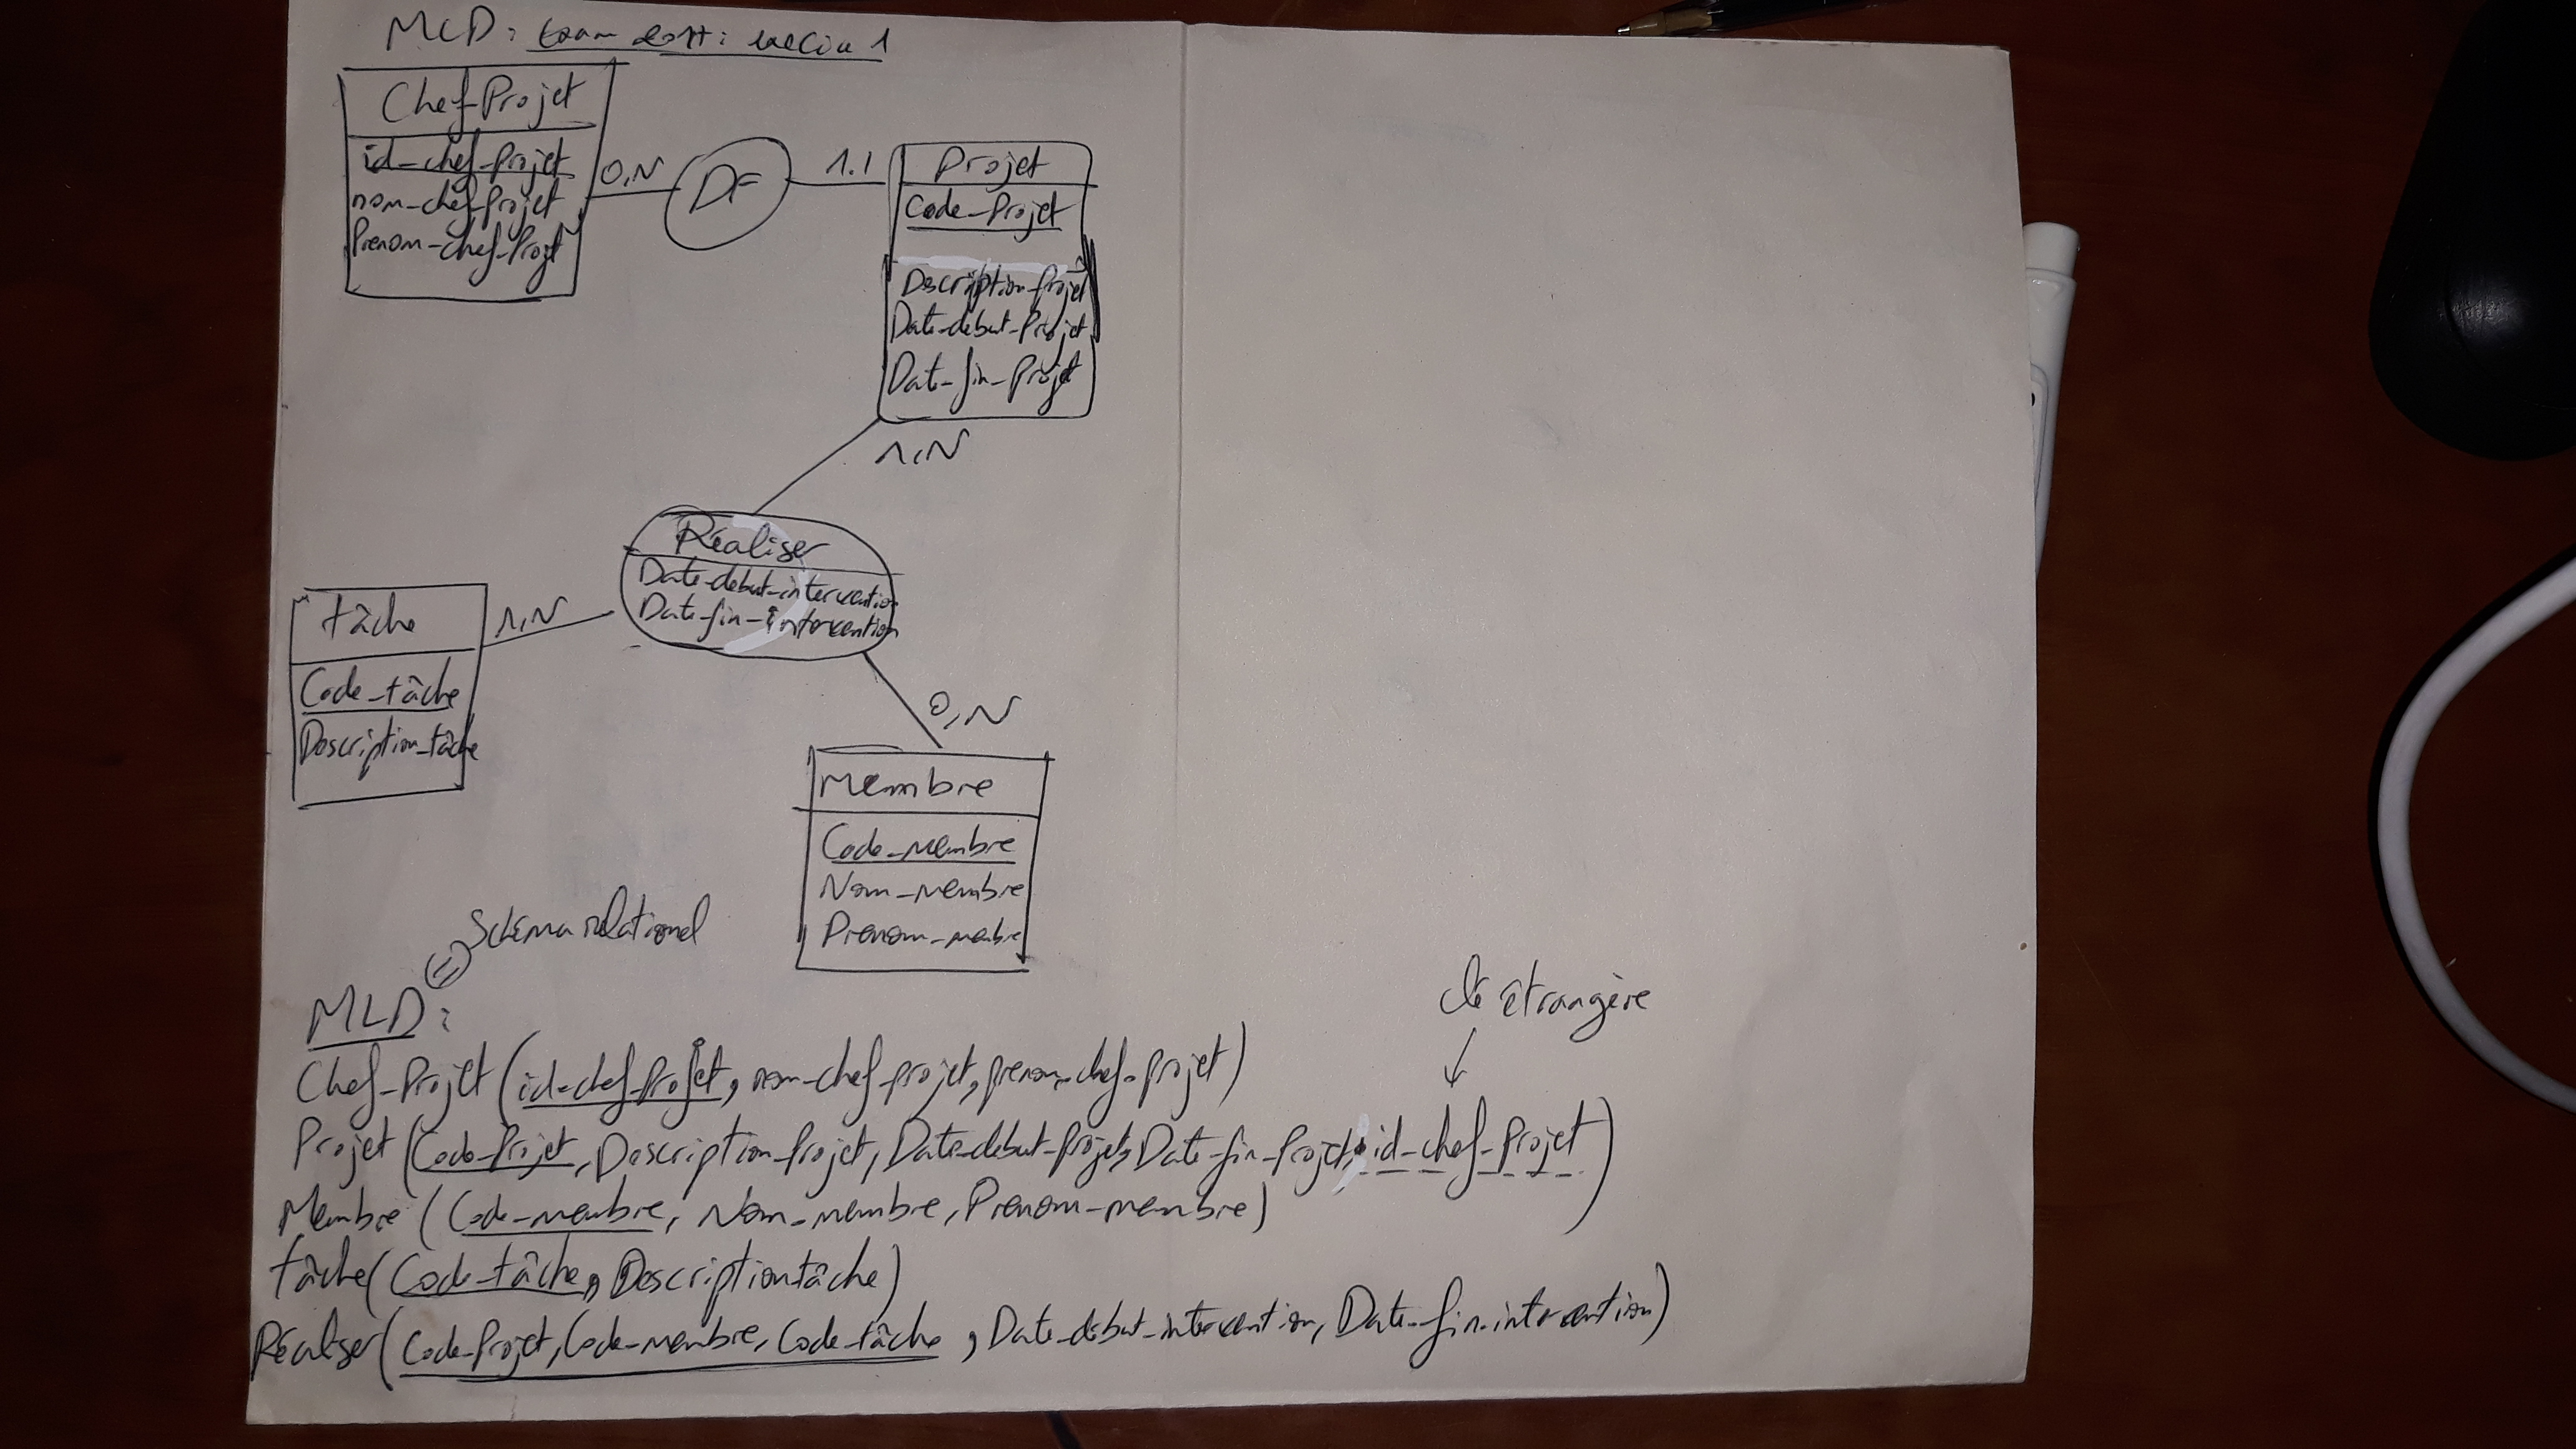 MCD:
Chef-Projet
id-chef-Projet
nom-chef-Projet
Prenom-chef-Projet
0,N
DF
1.1
Projet
Code-Projet
Description-Projet
Date-debut-Projet
Date-fin-Projet
1,N
Réaliser
Date-debut-intervention
Date-fin-intervention
1,N
tâche
Code-tâche
Description-tâche
0,N
Membre
Code-membre
Nom-membre
Prenom-membre
Schéma relationel
=
MLD:
clé étrangère
Chef-Projet (id-chef-Projet, nom-chef-projet, prenom-chef-projet)
Projet (Code-Projet, Description-Projet, Date-debut-Projet, Date-fin-Projet, id-chef-Projet)
Membre (Code-membre, Nom-membre, Prenom-membre)
tâche (Code-tâche, Description tâche)
Réaliser (Code-Projet, Code-membre, Code-tâche, Date-debut-intervention, Date-fin-intervention)